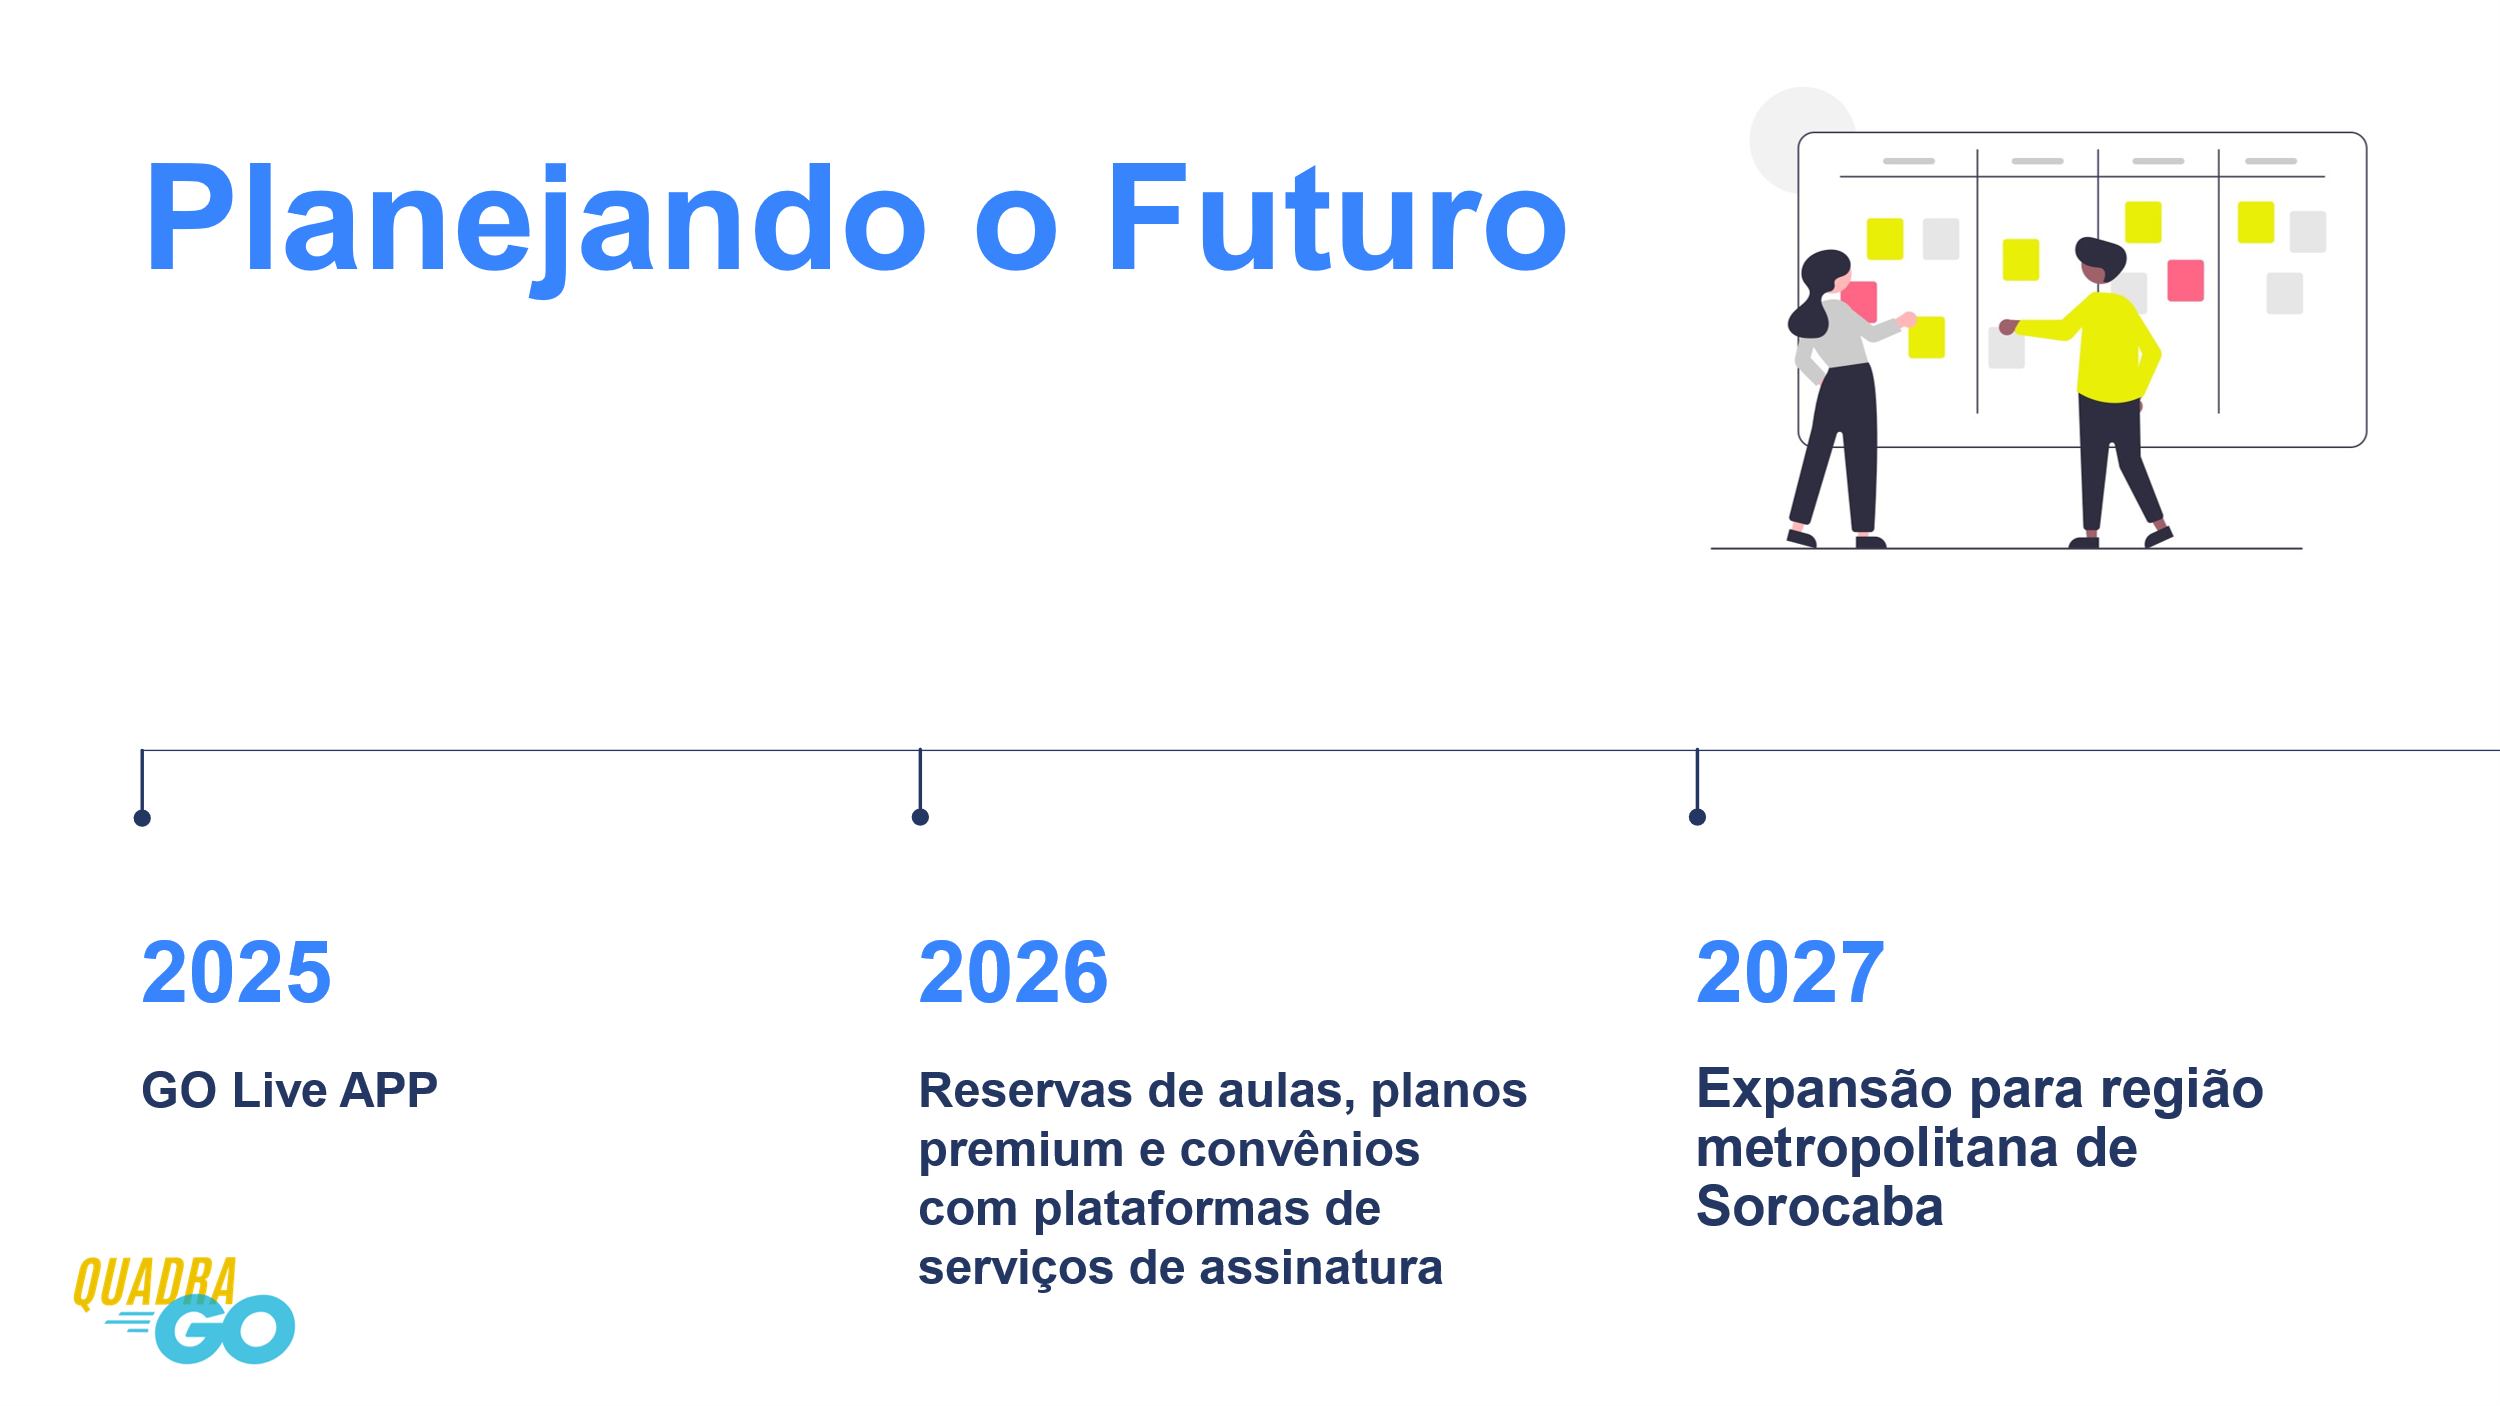 Planejando o Futuro
2025
GO Live APP
2026
Reservas de aulas, planos
premium e convênios
com plataformas de
serviços de assinatura
2027
Expansão para região
metropolitana de
Sorocaba
QUADRA
GO